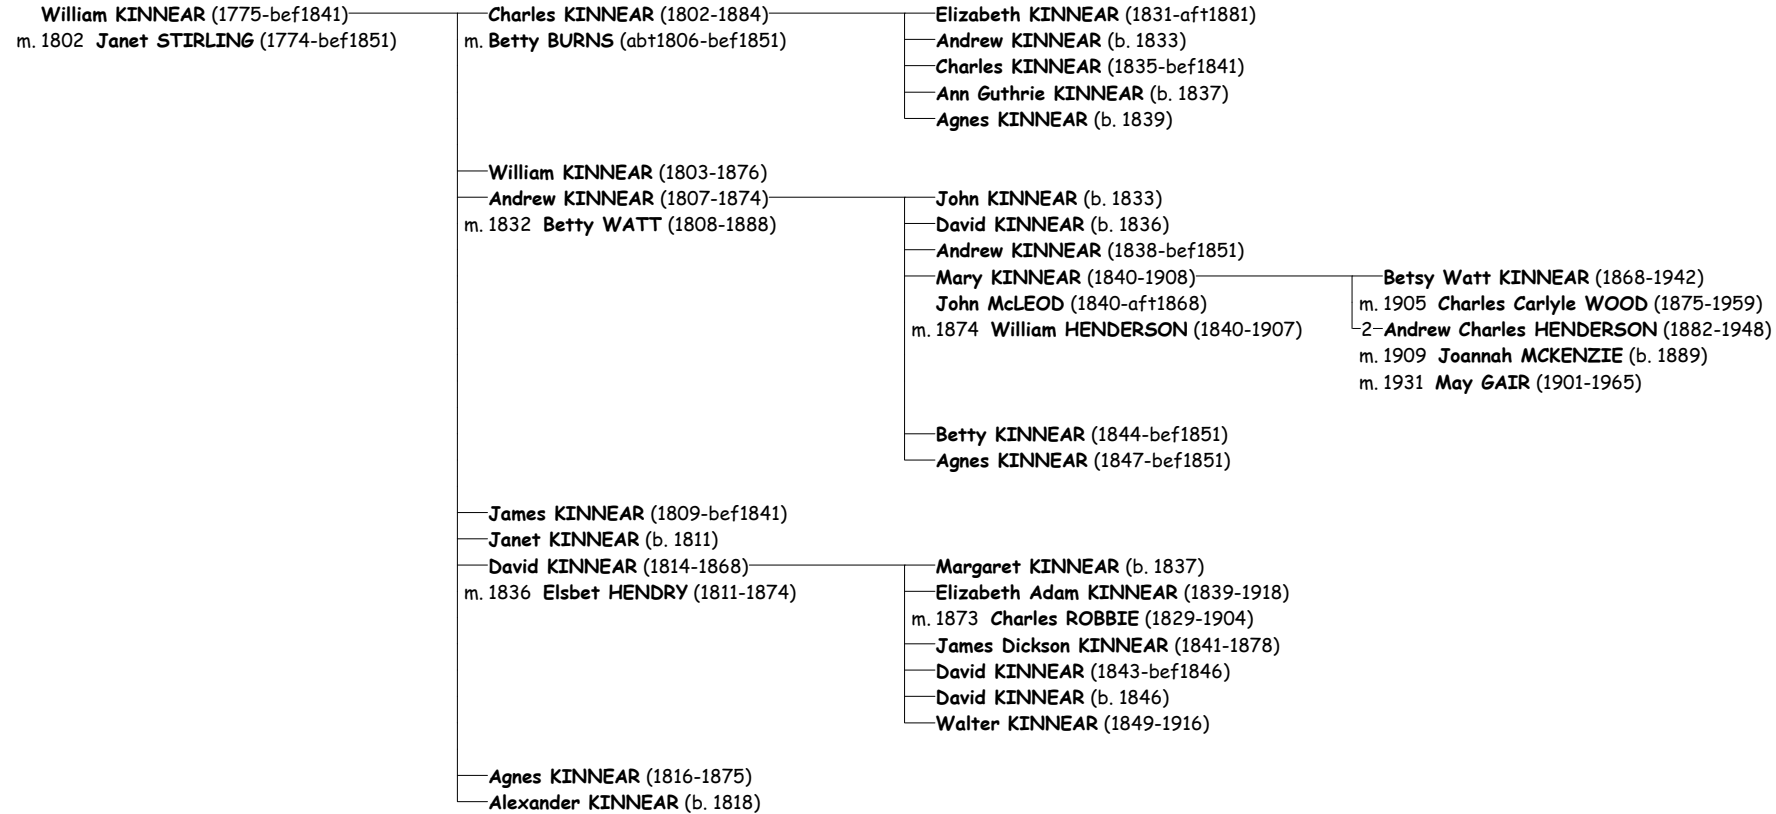 William KINNEAR (1775-bef1841)
m. 1802 Janet STIRLING (1774-bef1851)
Charles KINNEAR (1802-1884)
m. Betty BURNS (abt1806-bef1851)
Elizabeth KINNEAR (1831-aft1881)
Andrew KINNEAR (b. 1833)
Charles KINNEAR (1835-bef1841)
Ann Guthrie KINNEAR (b. 1837)
Agnes KINNEAR (b. 1839)
William KINNEAR (1803-1876)
Andrew KINNEAR (1807-1874)
m. 1832 Betty WATT (1808-1888)
John KINNEAR (b. 1833)
David KINNEAR (b. 1836)
Andrew KINNEAR (1838-bef1851)
Mary KINNEAR (1840-1908)
John McLEOD (1840-aft1868)
m. 1874 William HENDERSON (1840-1907)
Betsy Watt KINNEAR (1868-1942)
m. 1905 Charles Carlyle WOOD (1875-1959)
2 Andrew Charles HENDERSON (1882-1948)
m. 1909 Joannah MCKENZIE (b. 1889)
m. 1931 May GAIR (1901-1965)
Betty KINNEAR (1844-bef1851)
Agnes KINNEAR (1847-bef1851)
James KINNEAR (1809-bef1841)
Janet KINNEAR (b. 1811)
David KINNEAR (1814-1868)
m. 1836 Elsbet HENDRY (1811-1874)
Margaret KINNEAR (b. 1837)
Elizabeth Adam KINNEAR (1839-1918)
m. 1873 Charles ROBBIE (1829-1904)
James Dickson KINNEAR (1841-1878)
David KINNEAR (1843-bef1846)
David KINNEAR (b. 1846)
Walter KINNEAR (1849-1916)
Agnes KINNEAR (1816-1875)
Alexander KINNEAR (b. 1818)